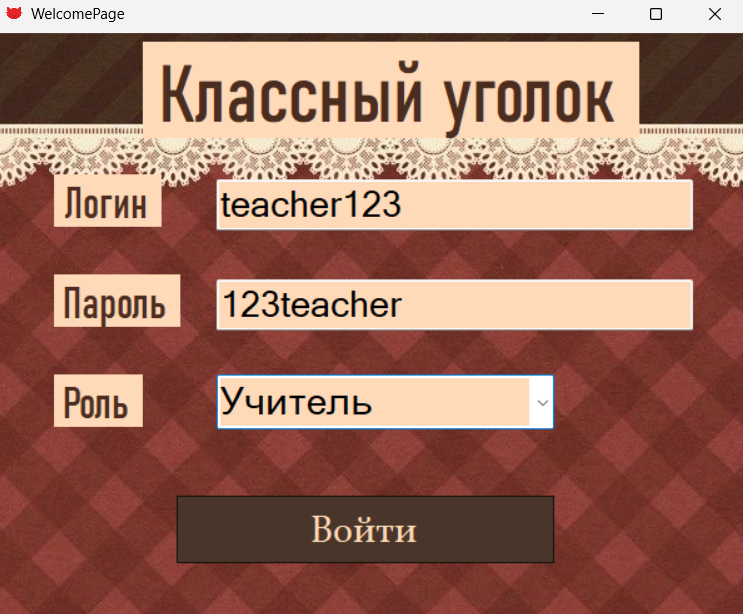 WelcomePage
Классный уголок
Логин teacher123
Пароль 123teacher
Роль Учитель
Войти